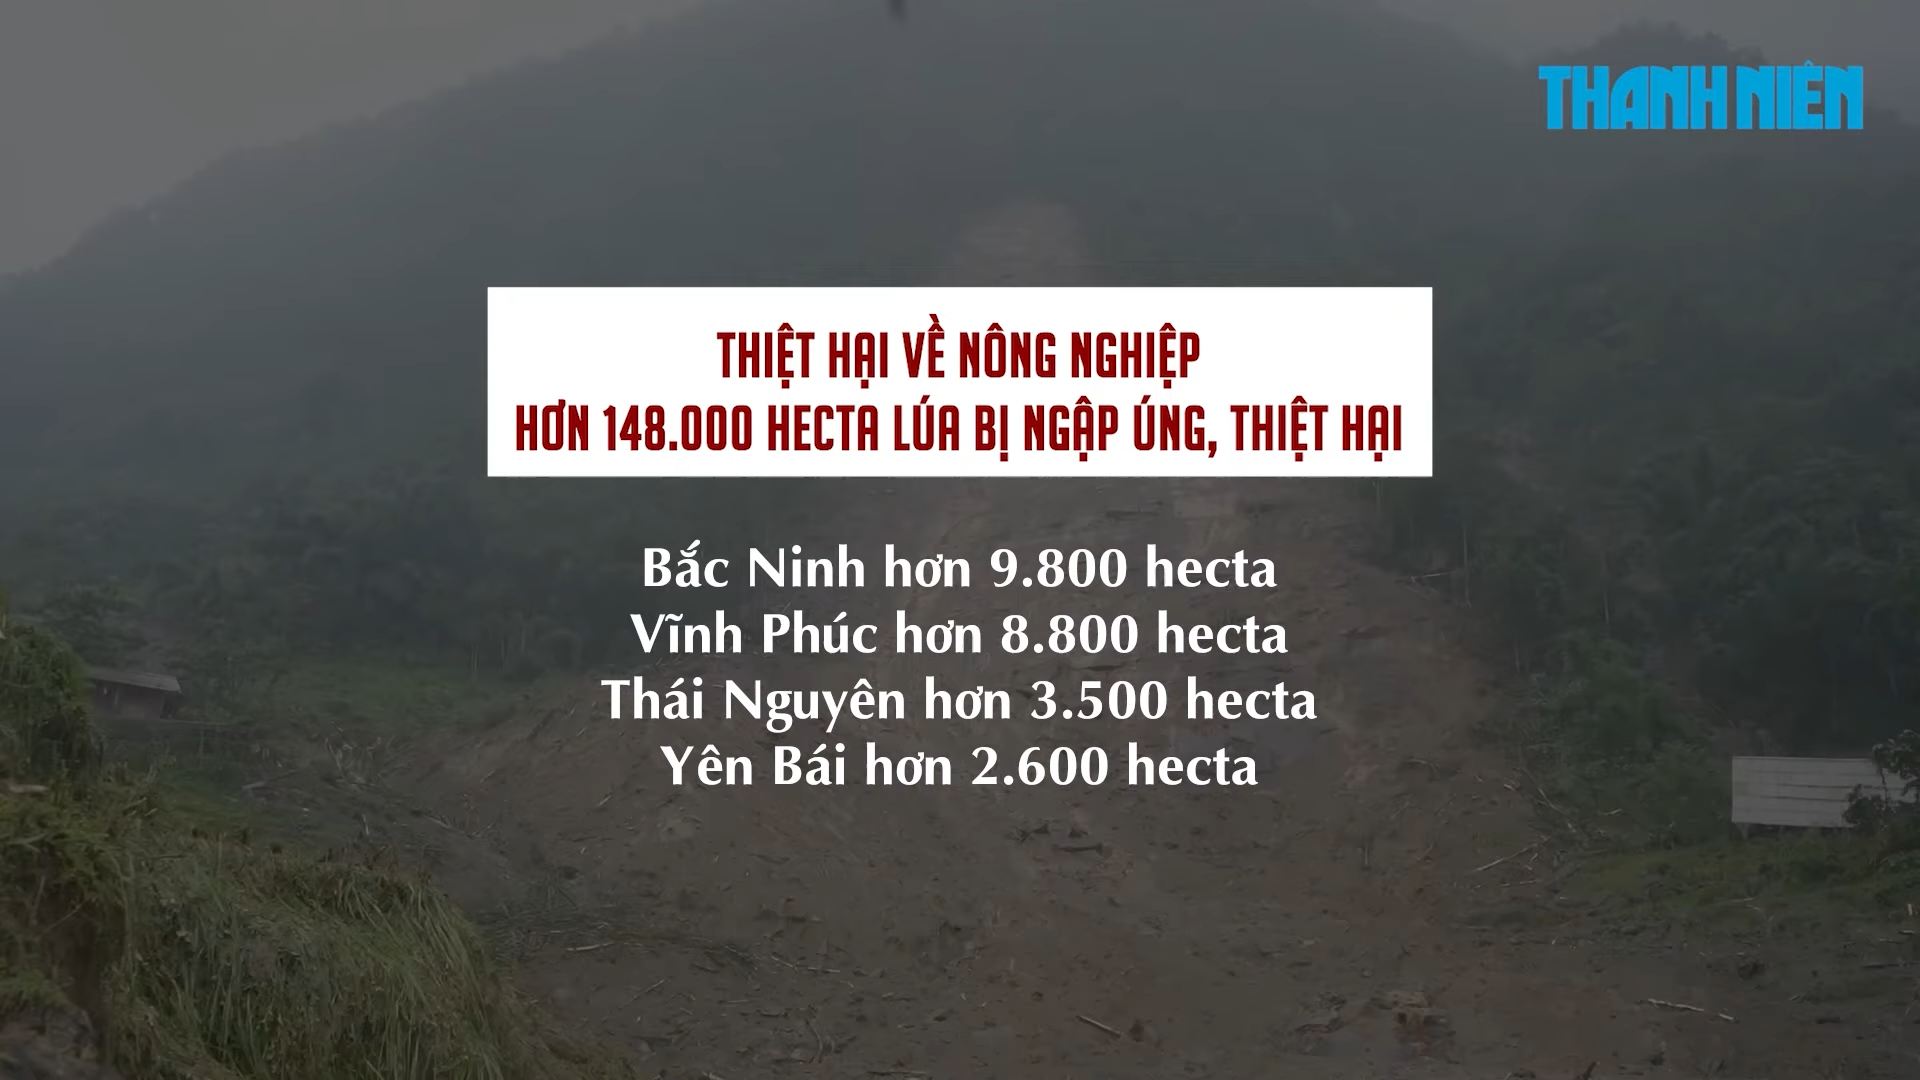 THANH NIÊN
THIỆT HẠI VỀ NÔNG NGHIỆP
HƠN 148.000 HECTA LÚA BỊ NGẬP ÚNG, THIỆT HẠI
Bắc Ninh hơn 9.800 hecta
Vĩnh Phúc hơn 8.800 hecta
Thái Nguyên hơn 3.500 hecta
Yên Bái hơn 2.600 hecta